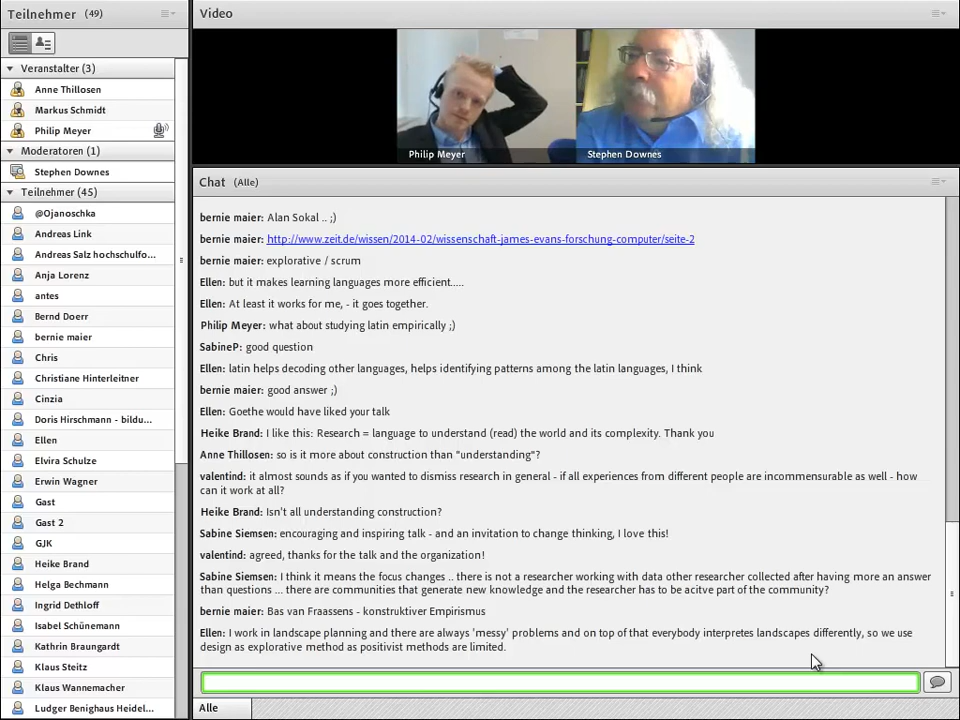 Teilnehmer (49)
Veranstalter (3)
Anne Thillosen
Markus Schmidt
Philip Meyer
Moderatoren (1)
Stephen Downes
Teilnehmer (45)
@Ojanoschka
Andreas Link
Andreas Salz hochschulfo...
Anja Lorenz
antes
Bernd Doerr
bernie maier
Chris
Christiane Hinterleitner
Cinzia
Doris Hirschmann - bildu...
Ellen
Elvira Schulze
Erwin Wagner
Gast
Gast 2
GJK
Heike Brand
Helga Bechmann
Ingrid Dethloff
Isabel Schünemann
Kathrin Braungardt
Klaus Steitz
Klaus Wannemacher
Ludger Benighaus Heidel...
Video
Philip Meyer
Stephen Downes
Chat (Alle)
bernie maier: Alan Sokal .. ;)
bernie maier: http://www.zeit.de/wissen/2014-02/wissenschaft-james-evans-forschung-computer/seite-2
bernie maier: explorative / scrum
Ellen: but it makes learning languages more efficient.....
Ellen: At least it works for me, - it goes together.
Philip Meyer: what about studying latin empirically ;)
SabineP: good question
Ellen: latin helps decoding other languages, helps identifying patterns among the latin languages, I think
bernie maier: good answer ;)
Ellen: Goethe would have liked your talk
Heike Brand: I like this: Research = language to understand (read) the world and its complexity. Thank you
Anne Thillosen: so is it more about construction than "understanding"?
valentind: it almost sounds as if you wanted to dismiss research in general - if all experiences from different people are incommensurable as well - how
can it work at all?
Heike Brand: Isn't all understanding construction?
Sabine Siemsen: encouraging and inspiring talk - and an invitation to change thinking, I love this!
valentind: agreed, thanks for the talk and the organization!
Sabine Siemsen: I think it means the focus changes .. there is not a researcher working with data other researcher collected after having more an answer
than questions ... there are communities that generate new knowledge and the researcher has to be acitve part of the community?
bernie maier: Bas van Fraassens - konstruktiver Empirismus
Ellen: I work in landscape planning and there are always 'messy' problems and on top of that everybody interpretes landscapes differently, so we use
design as explorative method as positivist methods are limited.
Alle